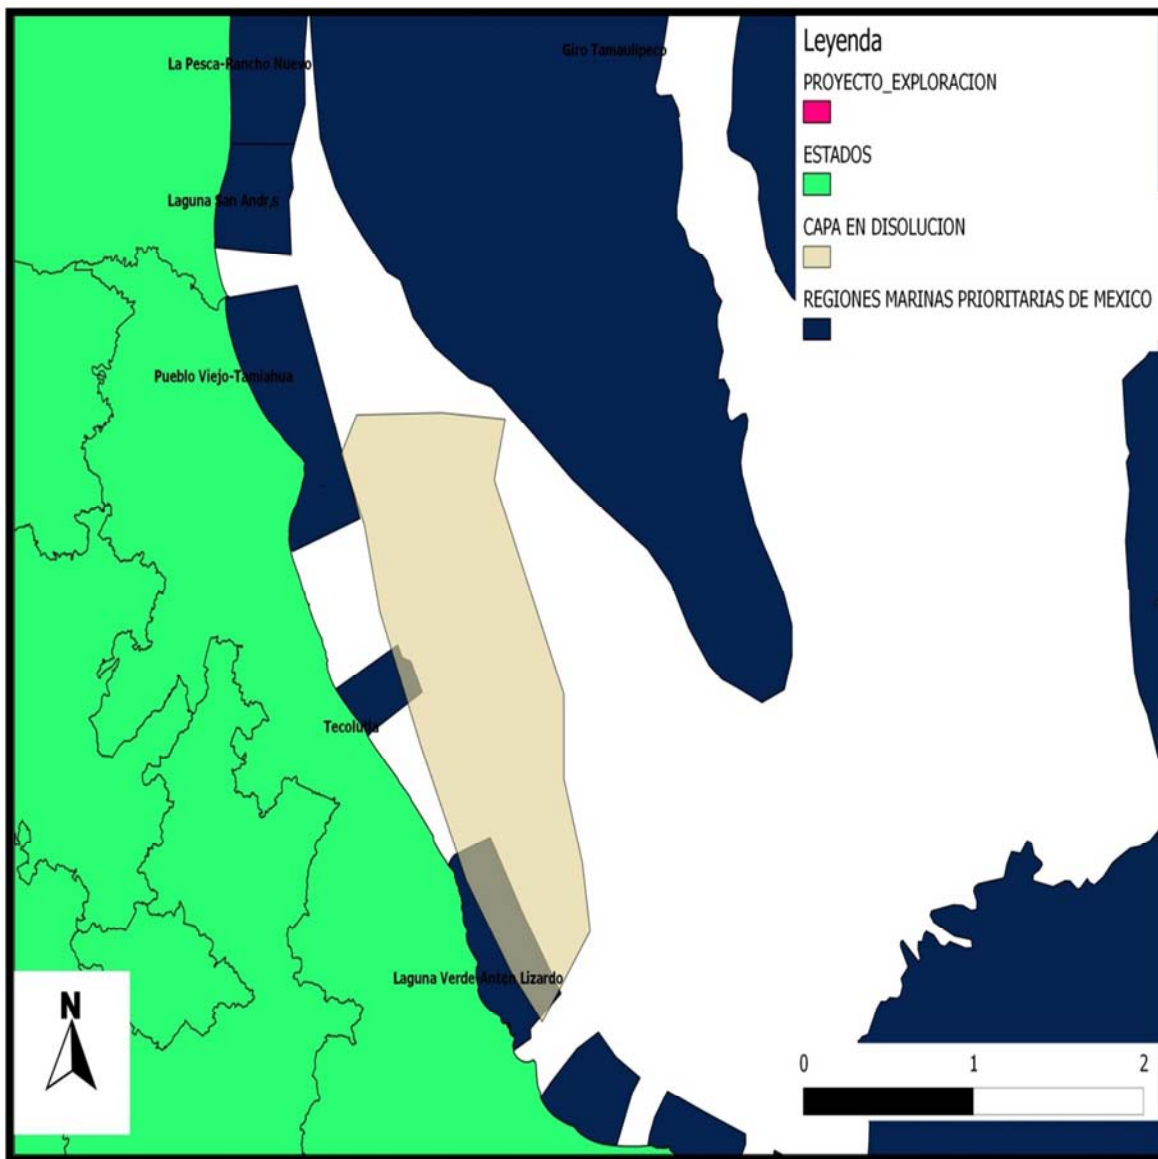 La Pesca-Rancho Nuevo
Giro Tamaulipeco
Laguna San Andr,s
Pueblo Viejo-Tamiahua
Tecolutla
Laguna Verde-Antón Lizardo
Leyenda
PROYECTO_EXPLORACION
ESTADOS
CAPA EN DISOLUCION
REGIONES MARINAS PRIORITARIAS DE MEXICO
N
0 1 2